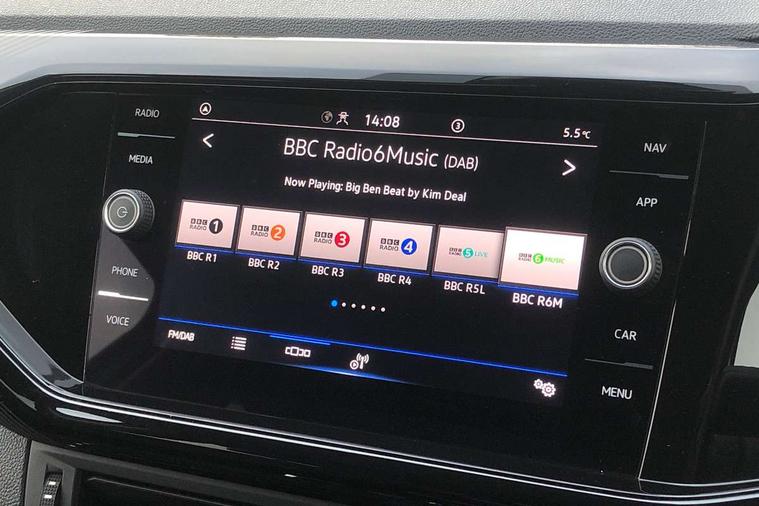 RADIO
MEDIA
PHONE
VOICE
14:08
3
5.5°C
BBC Radio6Music (DAB)
Now Playing: Big Ben Beat by Kim Deal
BBC RADIO 1
BBC RADIO 2
BBC RADIO 3
BBC RADIO 4
BBC RADIO 5 LIVE
BBC RADIO 6 MUSIC
BBC R1
BBC R2
BBC R3
BBC R4
BBC R5L
BBC R6M
FM/DAB
NAV
APP
CAR
MENU